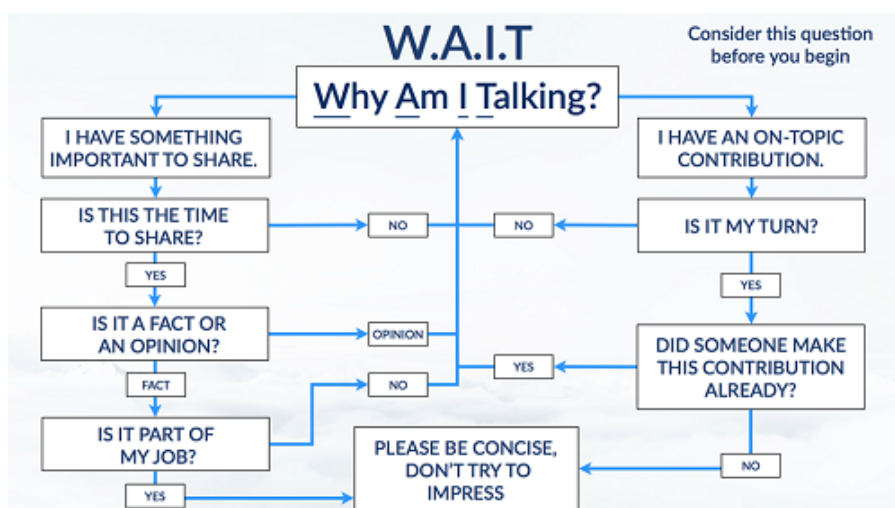 W.A.I.T
Consider this question
before you begin
Why Am I Talking?
I HAVE SOMETHING
IMPORTANT TO SHARE.
I HAVE AN ON-TOPIC
CONTRIBUTION.
IS THIS THE TIME
TO SHARE?
NO
NO
IS IT MY TURN?
YES
YES
IS IT A FACT OR
AN OPINION?
OPINION
DID SOMEONE MAKE
THIS CONTRIBUTION
ALREADY?
YES
FACT
NO
IS IT PART OF
MY JOB?
PLEASE BE CONCISE,
DON'T TRY TO
IMPRESS
NO
YES